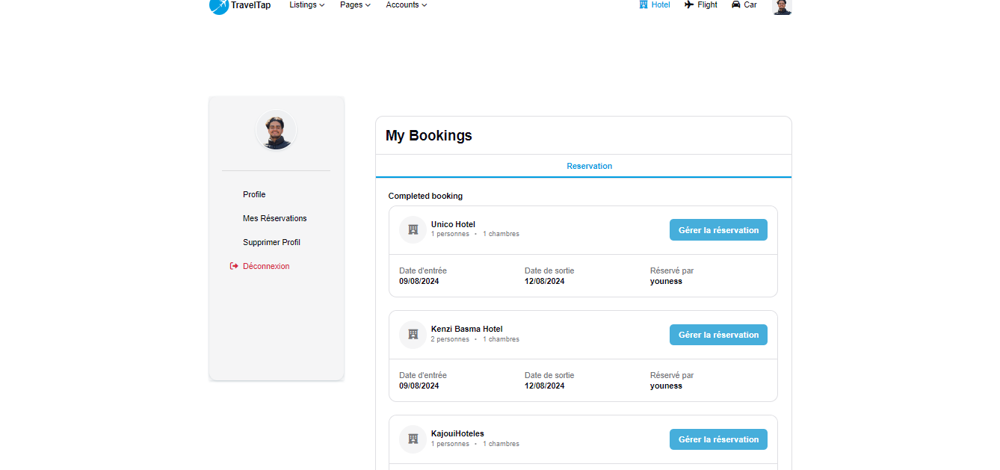 TravelTap Listings Pages Accounts Hotel Flight Car
Profile
Mes Réservations
Supprimer Profil
Déconnexion
My Bookings
Reservation
Completed booking
Unico Hotel
1 personnes • 1 chambres
Gérer la réservation
Date d'entrée Date de sortie Réservé par
09/08/2024 12/08/2024 youness
Kenzi Basma Hotel
2 personnes • 1 chambres
Gérer la réservation
Date d'entrée Date de sortie Réservé par
09/08/2024 12/08/2024 youness
KajouiHoteles
1 personnes • 1 chambres
Gérer la réservation